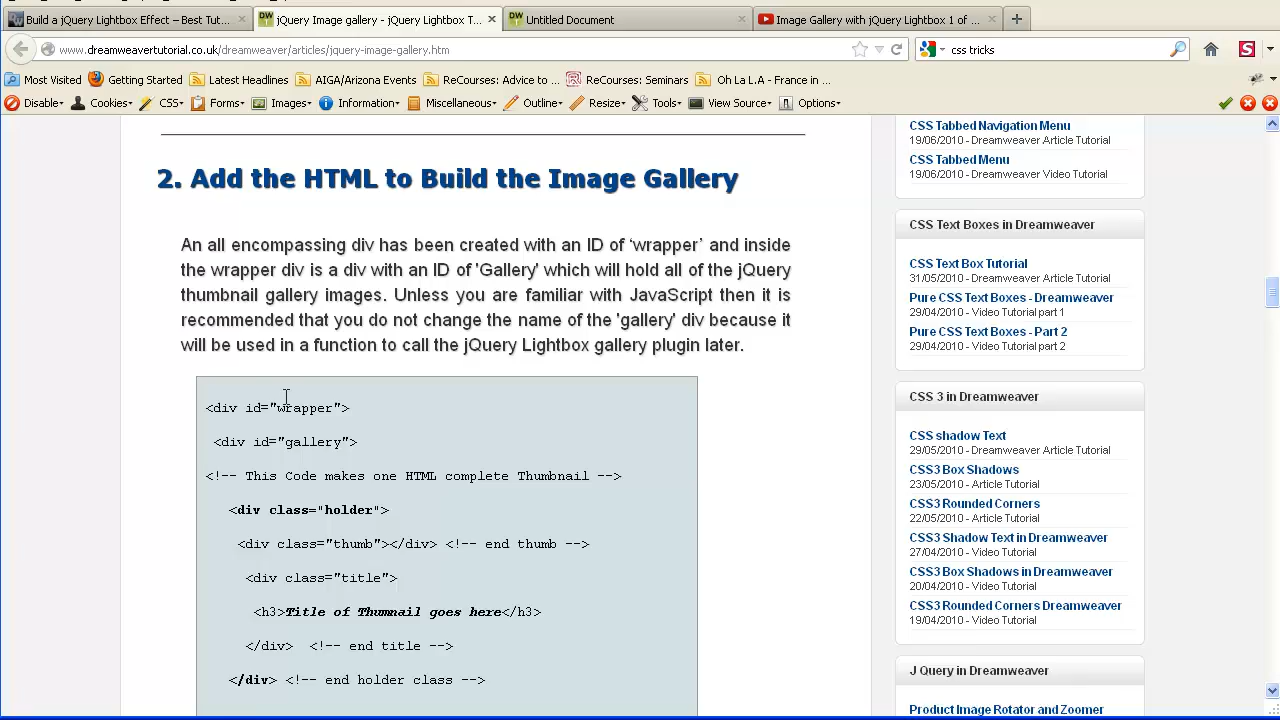 Build a jQuery Lightbox Effect – Best Tut...
jQuery Image gallery - jQuery Lightbox T...
Untitled Document
Image Gallery with jQuery Lightbox 1 of ...
www.dreamweavertutorial.co.uk/dreamweaver/articles/jquery-image-gallery.htm
css tricks
Most Visited
Getting Started
Latest Headlines
AIGA/Arizona Events
ReCourses: Advice to ...
ReCourses: Seminars
Oh La L.A - France in ...
Disable
Cookies
CSS
Forms
Images
Information
Miscellaneous
Outline
Resize
Tools
View Source
Options
2. Add the HTML to Build the Image Gallery
An all encompassing div has been created with an ID of ‘wrapper’ and inside
the wrapper div is a div with an ID of 'Gallery' which will hold all of the jQuery
thumbnail gallery images. Unless you are familiar with JavaScript then it is
recommended that you do not change the name of the 'gallery' div because it
will be used in a function to call the jQuery Lightbox gallery plugin later.
<div id="wrapper">
<div id="gallery">
<!-- This Code makes one HTML complete Thumbnail -->
<div class="holder">
<div class="thumb"></div> <!-- end thumb -->
<div class="title">
<h3>Title of Thumnail goes here</h3>
</div> <!-- end title -->
</div> <!-- end holder class -->
CSS Tabbed Navigation Menu
19/06/2010 - Dreamweaver Article Tutorial
CSS Tabbed Menu
19/06/2010 - Dreamweaver Video Tutorial
CSS Text Boxes in Dreamweaver
CSS Text Box Tutorial
31/05/2010 - Dreamweaver Article Tutorial
Pure CSS Text Boxes - Dreamweaver
29/04/2010 - Video Tutorial part 1
Pure CSS Text Boxes - Part 2
29/04/2010 - Video Tutorial part 2
CSS 3 in Dreamweaver
CSS shadow Text
29/05/2010 - Dreamweaver Article Tutorial
CSS3 Box Shadows
23/05/2010 - Article Tutorial
CSS3 Rounded Corners
22/05/2010 - Article Tutorial
CSS3 Shadow Text in Dreamweaver
27/04/2010 - Video Tutorial
CSS3 Box Shadows in Dreamweaver
20/04/2010 - Video Tutorial
CSS3 Rounded Corners Dreamweaver
19/04/2010 - Video Tutorial
J Query in Dreamweaver
Product Image Rotator and Zoomer